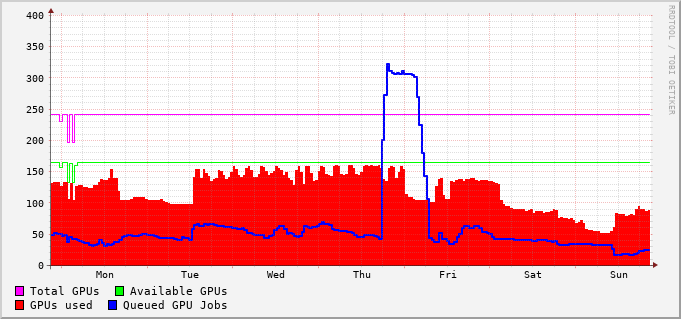 400
350
300
250
200
150
100
50
0
Mon Tue Wed Thu Fri Sat Sun
Total GPUs Available GPUs
GPUs used Queued GPU Jobs
RRDTOOL / TOBI OETIKER